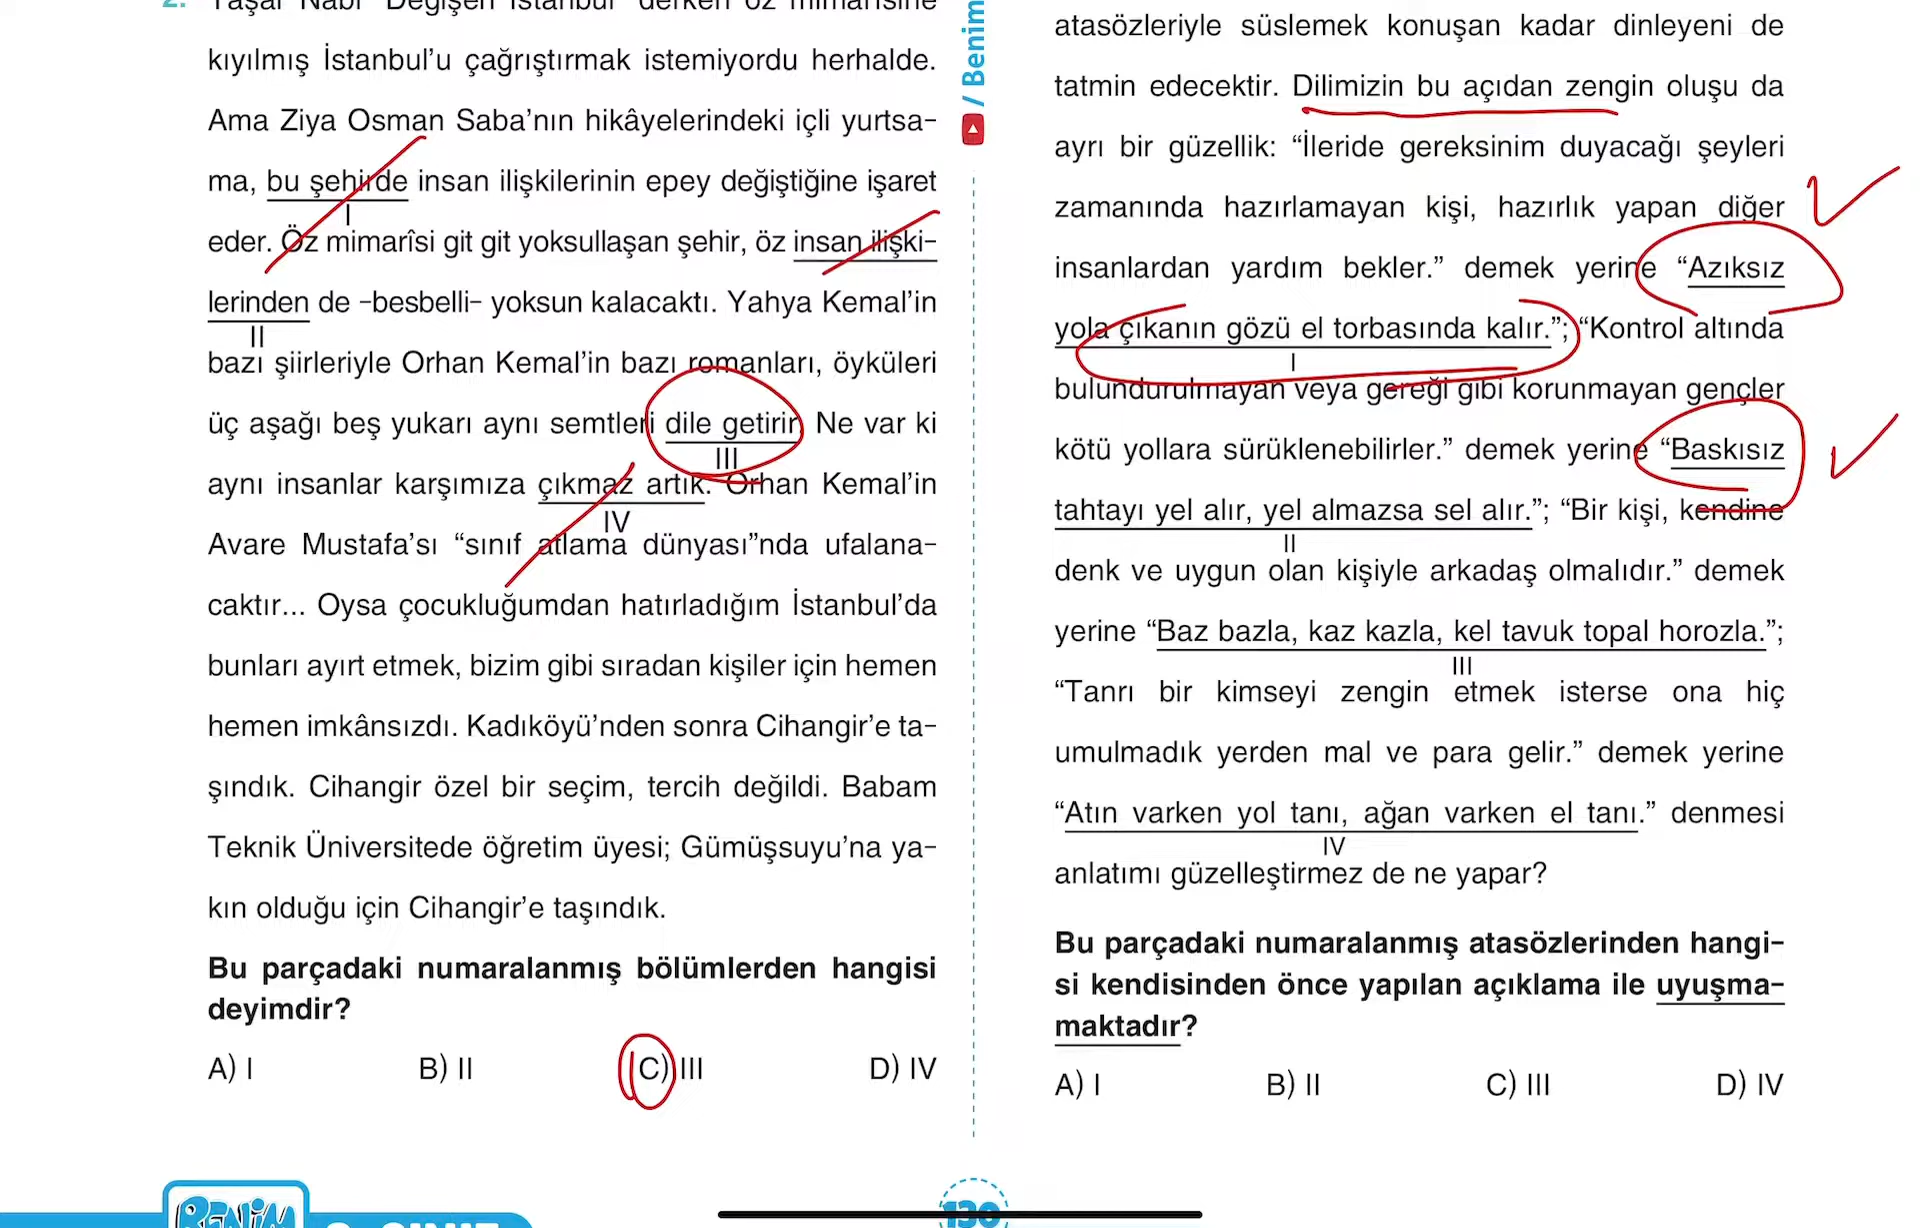 2. Yaşar Nabi "Değişen İstanbul" derken öz mimarisine
kıyılmış İstanbul'u çağrıştırmak istemiyordu herhalde.
Ama Ziya Osman Saba'nın hikâyelerindeki içli yurtsa-
ma, bu şehirde insan ilişkilerinin epey değiştiğine işaret
I
eder. Öz mimarîsi git git yoksullaşan şehir, öz insan ilişki-
lerinden de -besbelli- yoksun kalacaktı. Yahya Kemal'in
II
bazı şiirleriyle Orhan Kemal'in bazı romanları, öyküleri
üç aşağı beş yukarı aynı semtleri dile getirir. Ne var ki
III
aynı insanlar karşımıza çıkmaz artık. Orhan Kemal'in
IV
Avare Mustafa'sı "sınıf atlama dünyası"nda ufalana-
caktır... Oysa çocukluğumdan hatırladığım İstanbul'da
bunları ayırt etmek, bizim gibi sıradan kişiler için hemen
hemen imkânsızdı. Kadıköyü'nden sonra Cihangir'e ta-
şındık. Cihangir özel bir seçim, tercih değildi. Babam
Teknik Üniversitede öğretim üyesi; Gümüşsuyu'na ya-
kın olduğu için Cihangir'e taşındık.
Bu parçadaki numaralanmış bölümlerden hangisi
deyimdir?
A) I B) II C) III D) IV
/ Benim
atasözleriyle süslemek konuşan kadar dinleyeni de
tatmin edecektir. Dilimizin bu açıdan zengin oluşu da
ayrı bir güzellik: "İleride gereksinim duyacağı şeyleri
zamanında hazırlamayan kişi, hazırlık yapan diğer
insanlardan yardım bekler." demek yerine "Azıksız
yola çıkanın gözü el torbasında kalır."; "Kontrol altında
I
bulundurulmayan veya gereği gibi korunmayan gençler
kötü yollara sürüklenebilirler." demek yerine "Baskısız
tahtayı yel alır, yel almazsa sel alır."; "Bir kişi, kendine
II
denk ve uygun olan kişiyle arkadaş olmalıdır." demek
yerine "Baz bazla, kaz kazla, kel tavuk topal horozla.";
III
"Tanrı bir kimseyi zengin etmek isterse ona hiç
umulmadık yerden mal ve para gelir." demek yerine
"Atın varken yol tanı, ağan varken el tanı." denmesi
IV
anlatımı güzelleştirmez de ne yapar?
Bu parçadaki numaralanmış atasözlerinden hangi-
si kendisinden önce yapılan açıklama ile uyuşma-
maktadır?
A) I B) II C) III D) IV
BENİM
130